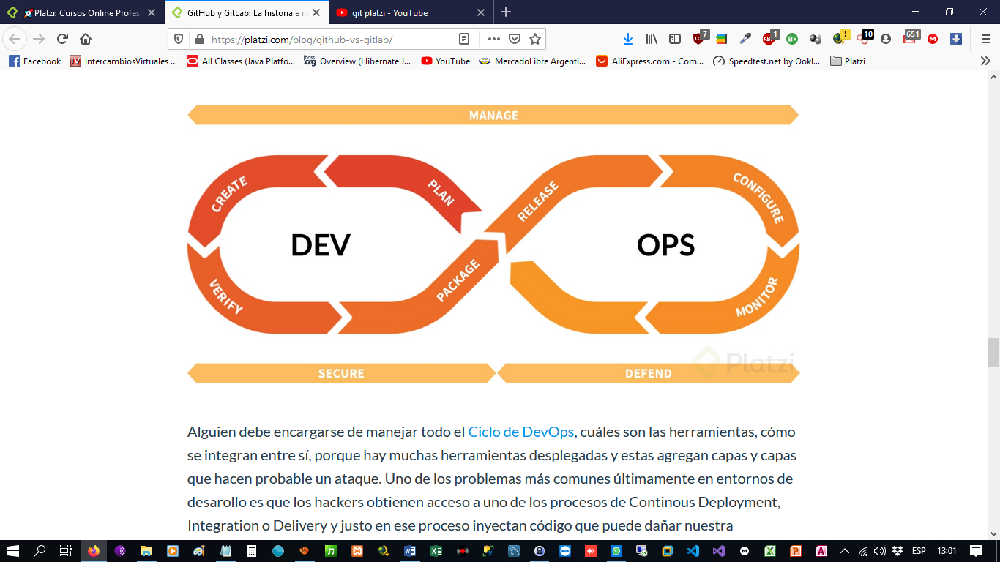 🚀Platzi: Cursos Online Profesi
GitHub y GitLab: La historia e in
git platzi - YouTube
https://platzi.com/blog/github-vs-gitlab/
7
1
10
651
Facebook
IntercambiosVirtuales ...
All Classes (Java Platfo...
Overview (Hibernate J...
YouTube
MercadoLibre Argenti...
AliExpress.com - Com...
Speedtest.net by Ookl...
Platzi
MANAGE
CREATE
PLAN
RELEASE
CONFIGURE
DEV
OPS
VERIFY
PACKAGE
MONITOR
Platzi
SECURE
DEFEND
Alguien debe encargarse de manejar todo el Ciclo de DevOps, cuáles son las herramientas, cómo
se integran entre sí, porque hay muchas herramientas desplegadas y estas agregan capas y capas
que hacen probable un ataque. Uno de los problemas más comunes últimamente en entornos de
desarollo es que los hackers obtienen acceso a uno de los procesos de Continous Deployment,
Integration o Delivery y justo en ese proceso inyectan código que puede dañar nuestra
ESP
13:01